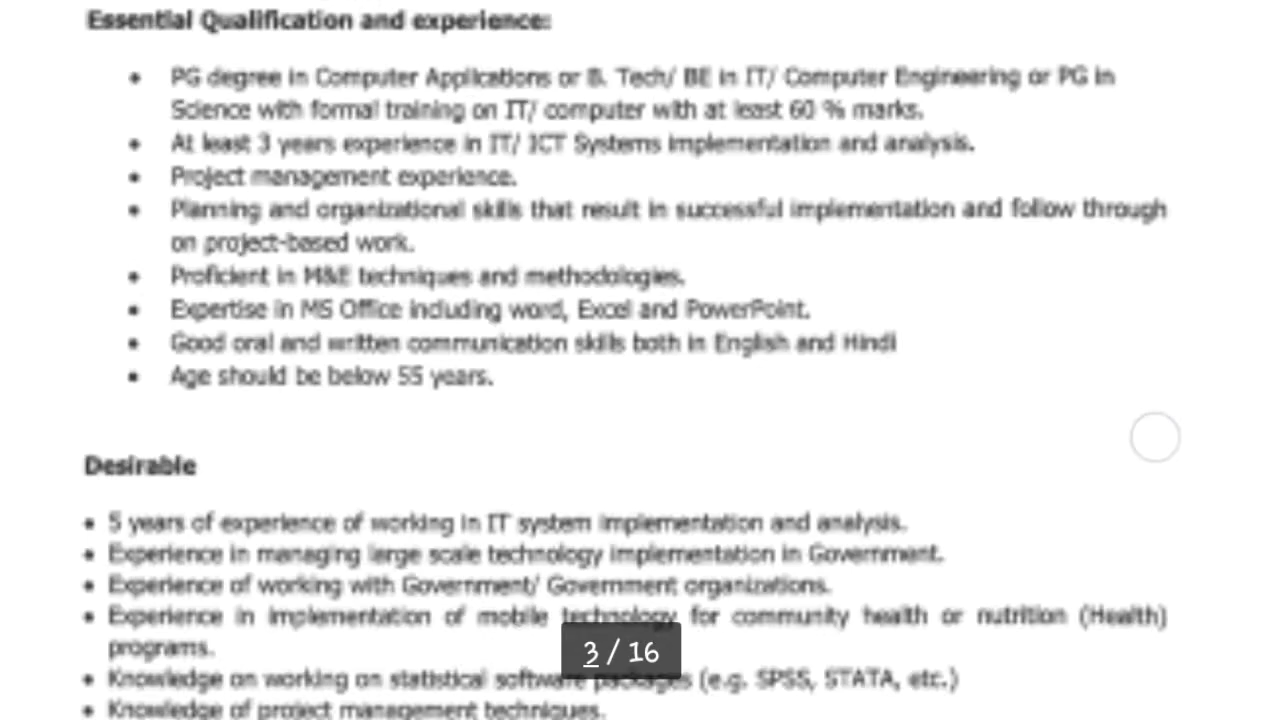 Essential Qualification and experience:
• PG degree in Computer Applications or B. Tech/ BE in IT/ Computer Engineering or PG in
Science with formal training on IT/ computer with at least 60 % marks.
• At least 3 years experience in IT/ ICT Systems implementation and analysis.
• Project management experience.
• Planning and organizational skills that result in successful implementation and follow through
on project-based work.
• Proficient in M&E techniques and methodologies.
• Expertise in MS Office including word, Excel and PowerPoint.
• Good oral and written communication skills both in English and Hindi
• Age should be below 55 years.
Desirable
• 5 years of experience of working in IT system implementation and analysis.
• Experience in managing large scale technology implementation in Government.
• Experience of working with Government/ Government organizations.
• Experience in implementation of mobile technology for community health or nutrition (Health)
programs.
3 / 16
• Knowledge on working on statistical software packages (e.g. SPSS, STATA, etc.)
• Knowledge of project management techniques.